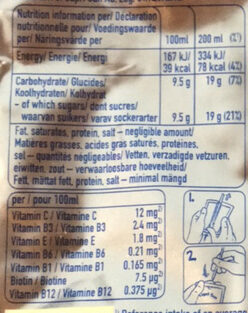 Nutrition information per/Déclaration
nutritionnelle pour/Voedingswaarde
per/Näringsvärde per 100ml 200 ml (%*)
Energy/Energie/Energi 167 kJ/ 334 kJ/
39 kcal 78 kcal (4%)
Carbohydrate/Glucides/ 9.5 g 19 g (7%)
Koolhydraten/Kolhydrat
- of which sugars/dont sucres/
waarvan suikers/varav sockerarter 9.5 g 19 g (21%)
Fat, saturates, protein, salt – negligible amount/
Matières grasses, acides gras saturés, protéines,
sel – quantités negligeables/Vetten, verzadigde vetzuren,
eiwitten, zout – verwaarloosbare hoeveelheid/
Fett, mättat fett, protein, salt – minimal mängd
per / pour 100ml
Vitamin C / Vitamine C 12 mg
Vitamin B3 / Vitamine B3 2.4 mg
Vitamin E / Vitamine E 1.8 mg
Vitamin B6 / Vitamine B6 0.21 mg
Vitamin B1 / Vitamine B1 0.165 mg
Biotin / Biotine 7.5 µg
Vitamin B12 / Vitamine B12 0.375 µg
1.
2.
Reference intake of an average